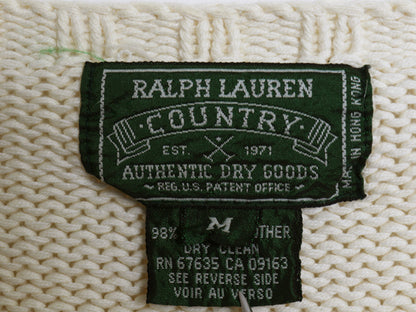 RALPH LAUREN
COUNTRY
EST. 1971
AUTHENTIC DRY GOODS
~ REG. U.S. PATENT OFFICE ~
IN HONG KONG
M
98% OTHER
DRY CLEAN
RN 67635 CA 09163
SEE REVERSE SIDE
VOIR AU VERSO